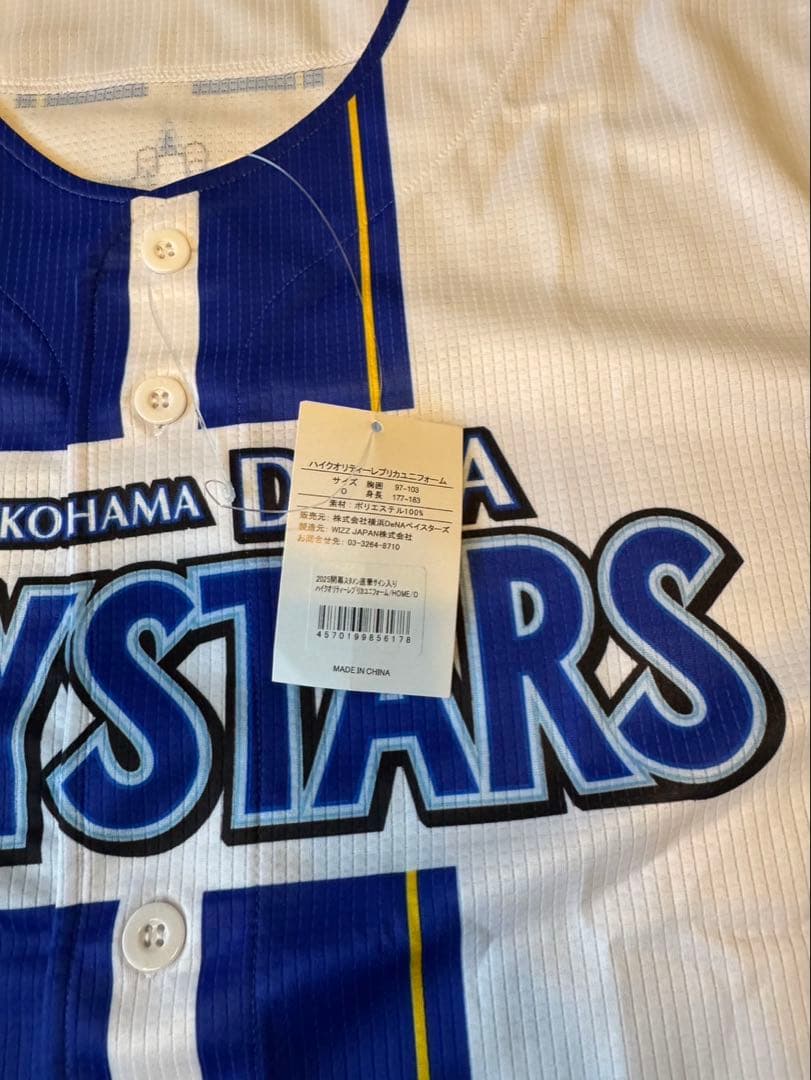 KOHAMA D A
YSTARS
ハイクオリティーレプリカユニフォーム
サイズ 胸囲 97-103
O 身長 177-183
素材：ポリエステル100%
販売元：株式会社横浜DeNAベイスターズ
製造元：WIZZ JAPAN株式会社
お問合せ先：03-3264-8710
2025開幕スタメン直筆サイン入り
ハイクオリティーレプリカユニフォーム/HOME/O
4570199856178
MADE IN CHINA